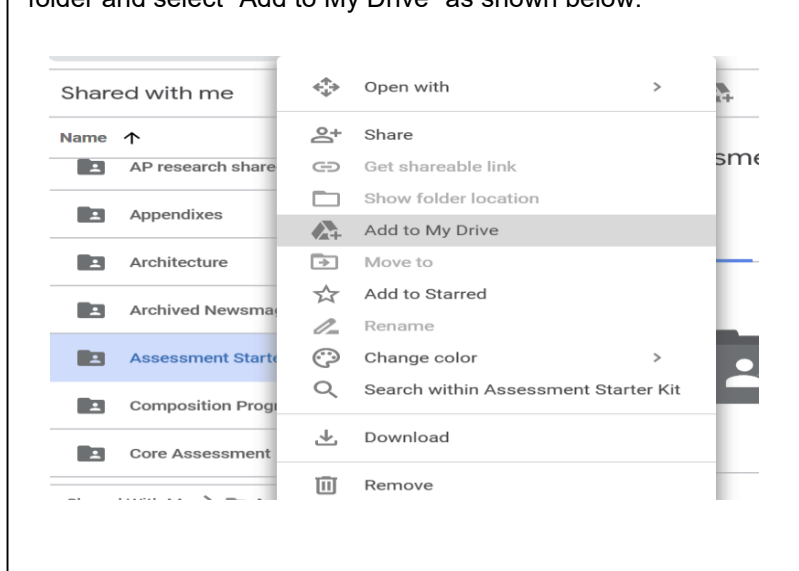 folder and select "Add to My Drive" as shown below.
Shared with me
Name
AP research share
Appendixes
Architecture
Archived Newsma
Assessment Starte
Composition Progr
Core Assessment
Open with
Share
Get shareable link
Show folder location
Add to My Drive
Move to
Add to Starred
Rename
Change color
Search within Assessment Starter Kit
Download
Remove
sme